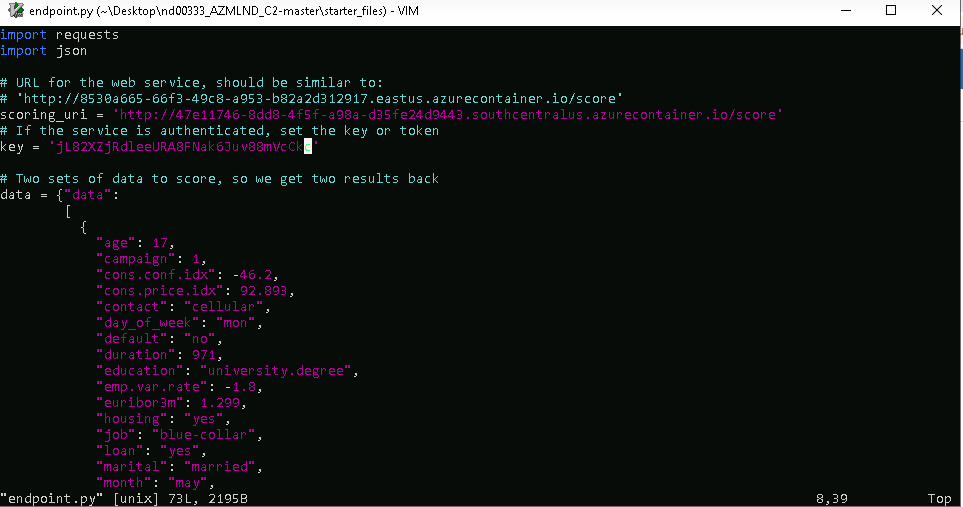 endpoint.py (~\Desktop\nd00333_AZMLND_C2-master\starter_files) - VIM
import requests
import json
# URL for the web service, should be similar to:
# 'http://8530a665-66f3-49c8-a953-b82a2d312917.eastus.azurecontainer.io/score'
scoring_uri = 'http://47e11746-8dd8-4f5f-a98a-d35fe24d9443.southcentralus.azurecontainer.io/score'
# If the service is authenticated, set the key or token
key = 'jL82XZjRdleeURA8FNak6Juv88mVcCkc'
# Two sets of data to score, so we get two results back
data = {"data":
[
{
"age": 17,
"campaign": 1,
"cons.conf.idx": -46.2,
"cons.price.idx": 92.893,
"contact": "cellular",
"day_of_week": "mon",
"default": "no",
"duration": 971,
"education": "university.degree",
"emp.var.rate": -1.8,
"euribor3m": 1.299,
"housing": "yes",
"job": "blue-collar",
"loan": "yes",
"marital": "married",
"month": "may",
"endpoint.py" [unix] 73L, 2195B 8,39 Top